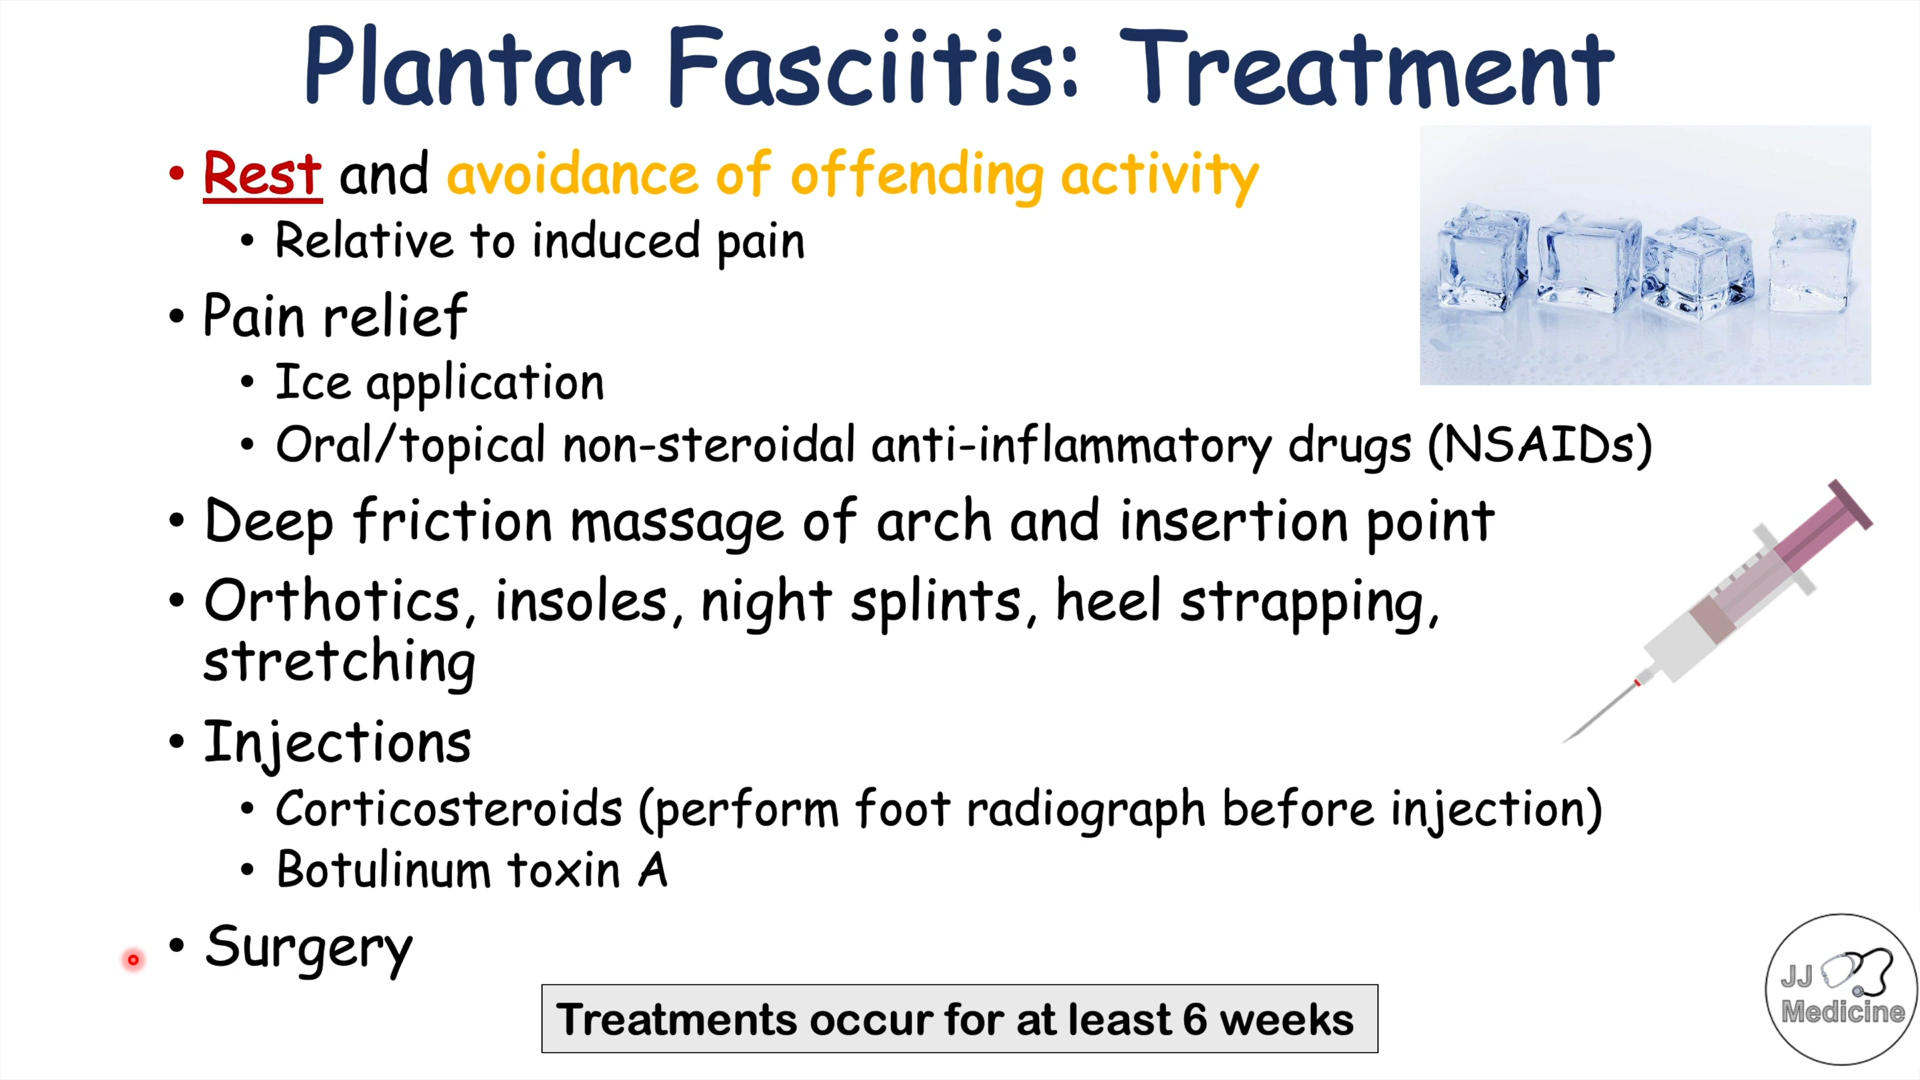 Plantar Fasciitis: Treatment
• Rest and avoidance of offending activity
• Relative to induced pain
• Pain relief
• Ice application
• Oral/topical non-steroidal anti-inflammatory drugs (NSAIDs)
• Deep friction massage of arch and insertion point
• Orthotics, insoles, night splints, heel strapping,
stretching
• Injections
• Corticosteroids (perform foot radiograph before injection)
• Botulinum toxin A
• Surgery
Treatments occur for at least 6 weeks
JJ
Medicine